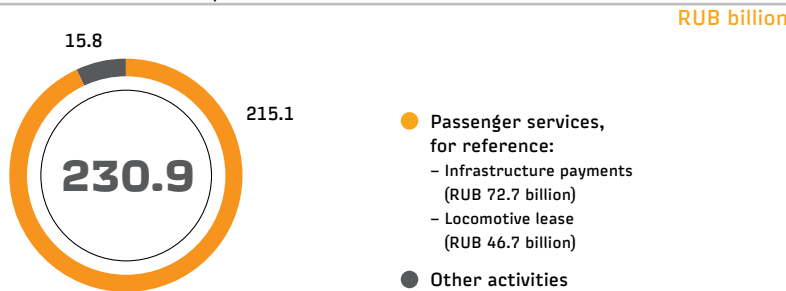 RUB billion
15.8
215.1
230.9
Passenger services,
for reference:
– Infrastructure payments
(RUB 72.7 billion)
– Locomotive lease
(RUB 46.7 billion)
Other activities